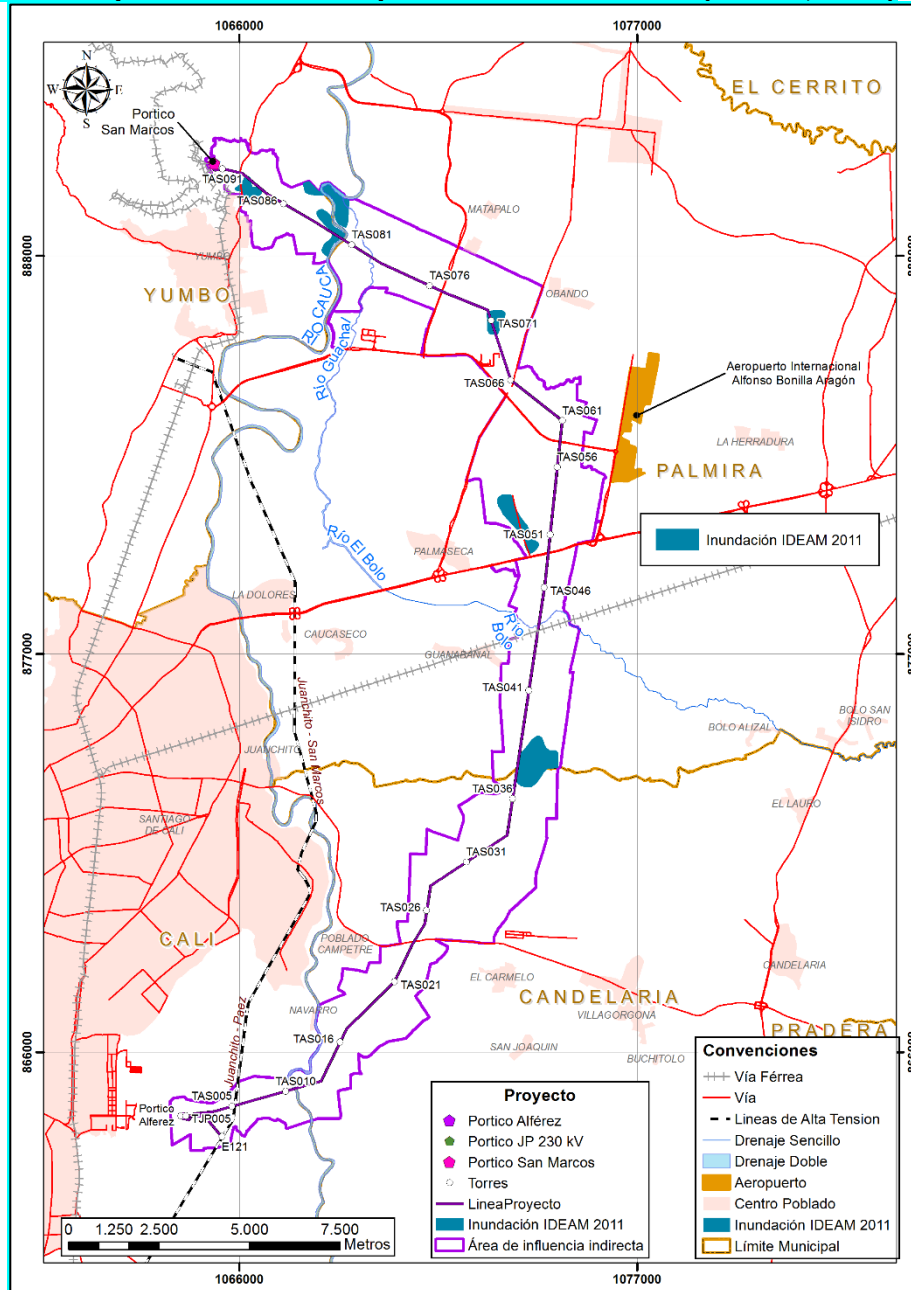 1066000
1077000
N
W
E
S
EL CERRITO
Portico
San Marcos
TAS091
TAS086
MATAPALO
TAS081
888000
888000
YUMBO
TAS076
YUMBO
RÍO CAUCA
OBANDO
TAS071
Río Guachal
Aeropuerto Internacional
Alfonso Bonilla Aragón
TAS066
TAS061
LA HERRADURA
TAS056
PALMIRA
Inundación IDEAM 2011
TAS051
Río El Bolo
PALMASECA
LA DOLORES
TAS046
CAUCASECO
Río
Bolo
877000
877000
GUANABANAL
TAS041
Juanchito - San Marcos
BOLO SAN
ISIDRO
BOLO ALIZAL
JUANCHITO
TAS036
EL LAURO
SANTIAGO
DE CALI
TAS031
TAS026
CALI
POBLADO
CAMPETRE
EL CARMELO
CANDELARIA
TAS021
CANDELARIA
VILLAGORGONA
NAVARRO
PRADERA
TAS016
SAN JOAQUIN
BUCHITOLO
866000
866000
Juanchito - Paez
TAS010
TAS005
Portico
Alferez
TJP005
E121
Proyecto
Portico Alférez
Portico JP 230 kV
Portico San Marcos
Torres
LineaProyecto
Inundación IDEAM 2011
Área de influencia indirecta
Convenciones
Vía Férrea
Vía
Lineas de Alta Tension
Drenaje Sencillo
Drenaje Doble
Aeropuerto
Centro Poblado
Inundación IDEAM 2011
Límite Municipal
0 1.250 2.500 5.000 7.500
Metros
1066000
1077000